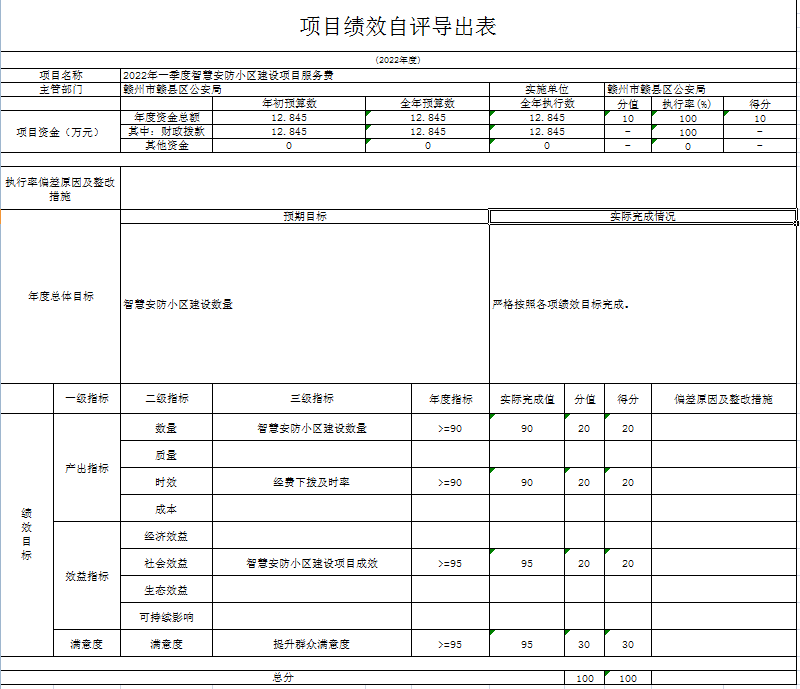 项目绩效自评导出表
(2022年度)
项目名称 2022年一季度智慧安防小区建设项目服务费
主管部门 赣州市赣县区公安局 实施单位 赣州市赣县区公安局
项目资金（万元） 年初预算数 全年预算数 全年执行数 分值 执行率(%) 得分
年度资金总额 12.845 12.845 12.845 10 100 10
其中：财政拨款 12.845 12.845 12.845 － 100 －
其他资金 0 0 0 － 0 －
执行率偏差原因及整改
措施
年度总体目标 预期目标 实际完成情况
智慧安防小区建设数量 严格按照各项绩效目标完成。
绩效目标 一级指标 二级指标 三级指标 年度指标 实际完成值 分值 得分 偏差原因及整改措施
产出指标 数量 智慧安防小区建设数量 >=90 90 20 20
质量
时效 经费下拨及时率 >=90 90 20 20
成本
效益指标 经济效益
社会效益 智慧安防小区建设项目成效 >=95 95 20 20
生态效益
可持续影响
满意度 满意度 提升群众满意度 >=95 95 30 30
总分 100 100